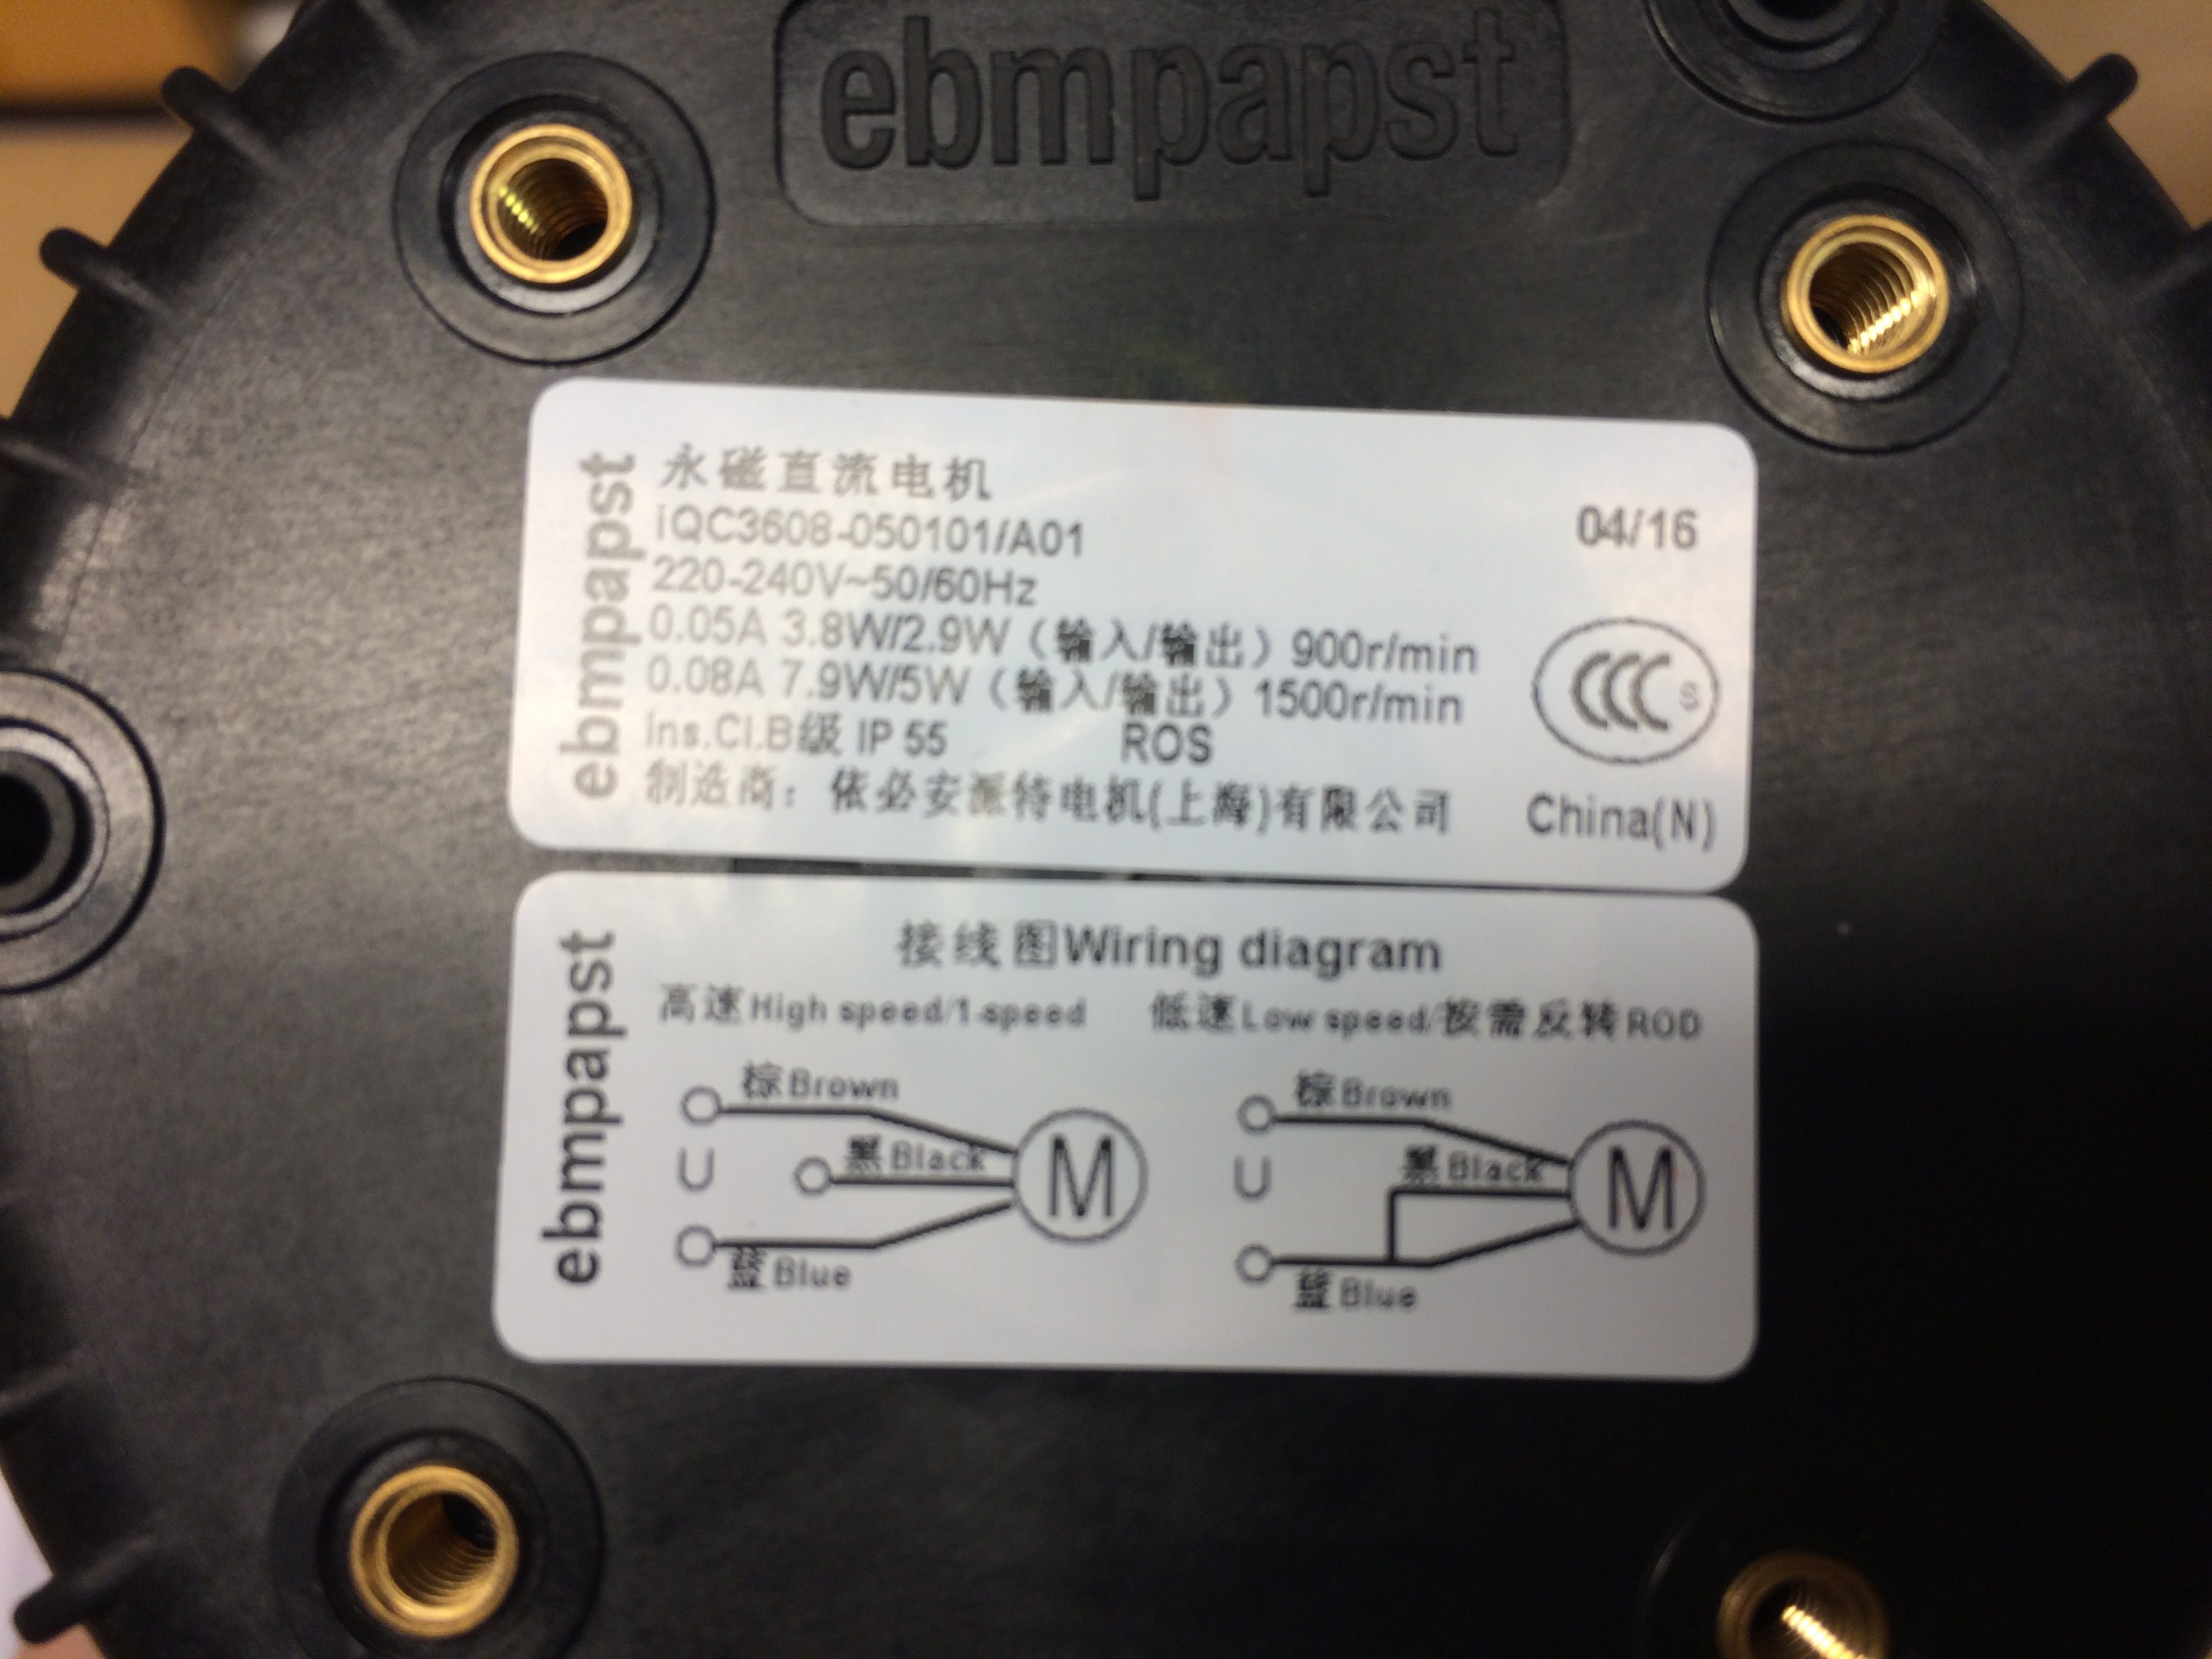 ebmpapst
ebmpapst
永磁直流电机
iQC3608-050101/A01
04/16
220-240V~50/60Hz
0.05A 3.8W/2.9W（输入/输出）900r/min
0.08A 7.9W/5W（输入/输出）1500r/min
CCC S
Ins.Cl.B级 IP 55 ROS
制造商：依必安派特电机(上海)有限公司
China(N)
ebmpapst
接线图Wiring diagram
高速High speed/1-speed
低速Low speed/按需反转ROD
棕Brown
黑Black
U
M
蓝Blue
棕Brown
黑Black
U
M
蓝Blue